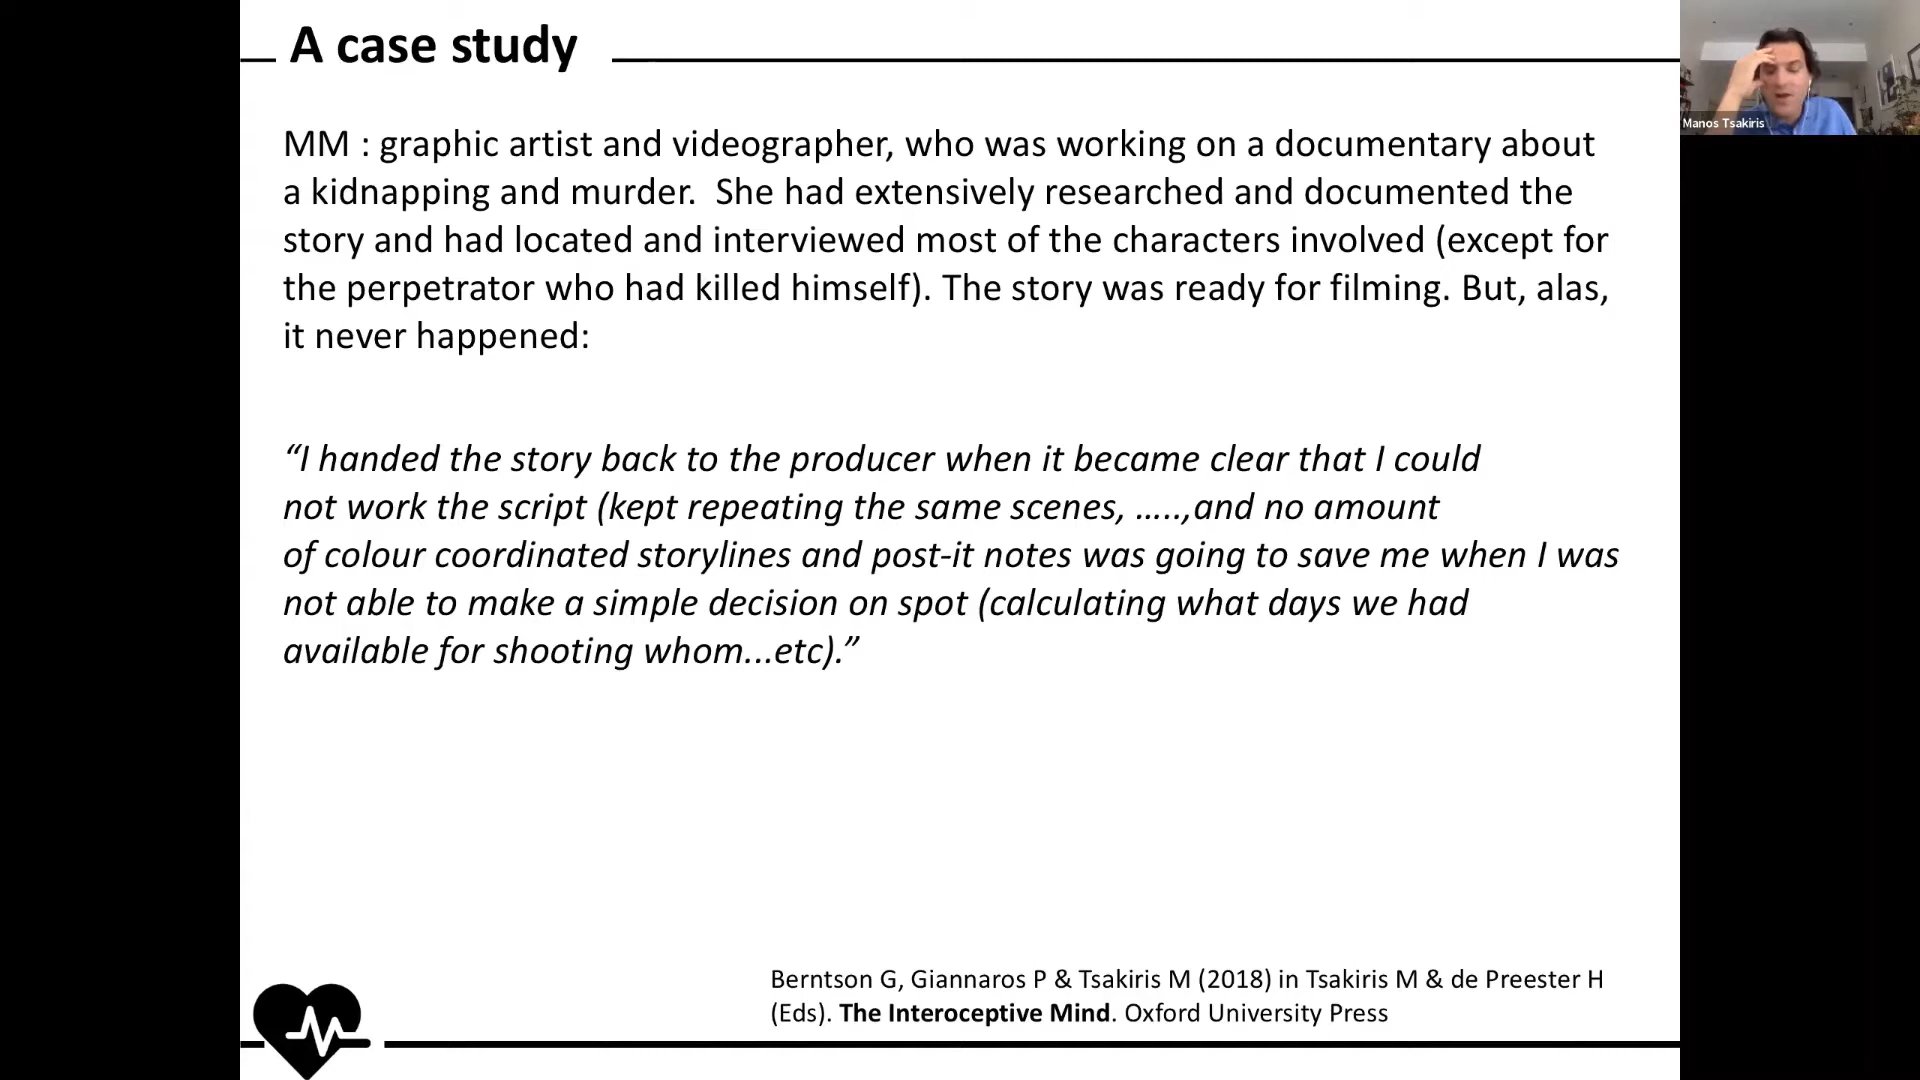 A case study
Manos Tsakiris
MM : graphic artist and videographer, who was working on a documentary about
a kidnapping and murder.  She had extensively researched and documented the
story and had located and interviewed most of the characters involved (except for
the perpetrator who had killed himself). The story was ready for filming. But, alas,
it never happened:
“I handed the story back to the producer when it became clear that I could
not work the script (kept repeating the same scenes, …..,and no amount
of colour coordinated storylines and post-it notes was going to save me when I was
not able to make a simple decision on spot (calculating what days we had
available for shooting whom...etc).”
Berntson G, Giannaros P & Tsakiris M (2018) in Tsakiris M & de Preester H
(Eds). The Interoceptive Mind. Oxford University Press